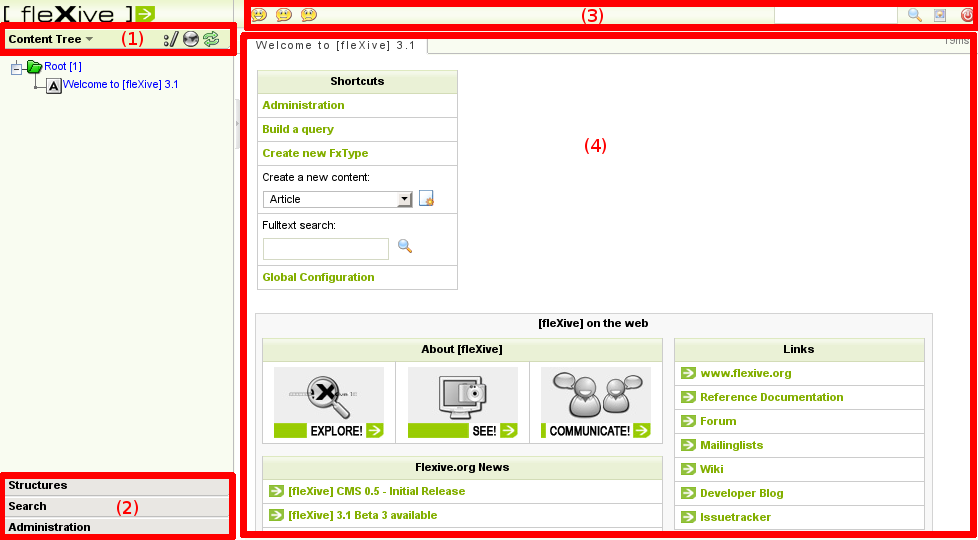 [ fleXive ]
Content Tree (1) :/
Root [1]
Welcome to [fleXive] 3.1
Structures
Search
(2)
Administration
(3)
Welcome to [fleXive] 3.1
(4)
Shortcuts
Administration
Build a query
Create new FxType
Create a new content:
Article
Fulltext search:
Global Configuration
[fleXive] on the web
About [fleXive]
EXPLORE!
SEE!
COMMUNICATE!
Flexive.org News
[fleXive] CMS 0.5 - Initial Release
[fleXive] 3.1 Beta 3 available
Links
www.flexive.org
Reference Documentation
Forum
Mailinglists
Wiki
Developer Blog
Issuetracker